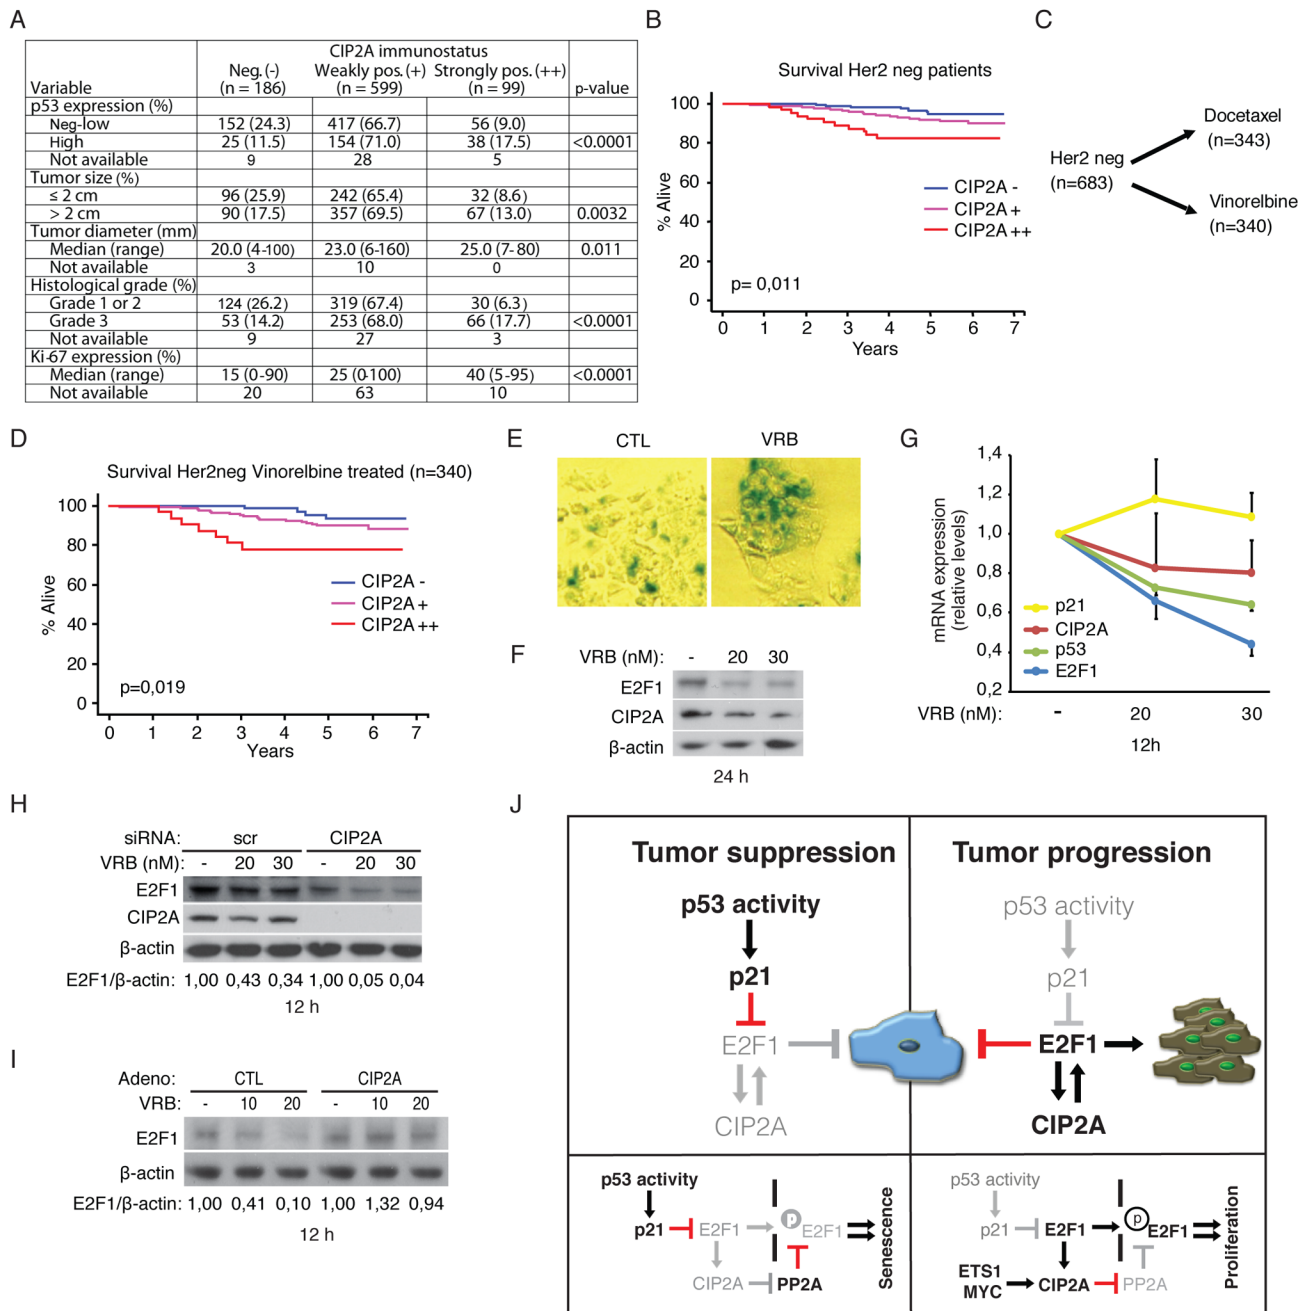 A
CIP2A immunostatus
Neg. (-) Weakly pos. (+) Strongly pos. (++)
Variable (n = 186) (n = 599) (n = 99) p-value
p53 expression (%)
Neg-low 152 (24.3) 417 (66.7) 56 (9.0)
High 25 (11.5) 154 (71.0) 38 (17.5) <0.0001
Not available 9 28 5
Tumor size (%)
≤ 2 cm 96 (25.9) 242 (65.4) 32 (8.6)
> 2 cm 90 (17.5) 357 (69.5) 67 (13.0) 0.0032
Tumor diameter (mm)
Median (range) 20.0 (4-100) 23.0 (6-160) 25.0 (7- 80) 0.011
Not available 3 10 0
Histological grade (%)
Grade 1 or 2 124 (26.2) 319 (67.4) 30 (6.3)
Grade 3 53 (14.2) 253 (68.0) 66 (17.7) <0.0001
Not available 9 27 3
Ki-67 expression (%)
Median (range) 15 (0-90) 25 (0-100) 40 (5-95) <0.0001
Not available 20 63 10
B
Survival Her2 neg patients
% Alive
100
80
60
40
20
0
CIP2A -
CIP2A +
CIP2A ++
p= 0,011
0 1 2 3 4 5 6 7
Years
C
Her2 neg
(n=683)
Docetaxel
(n=343)
Vinorelbine
(n=340)
D
Survival Her2neg Vinorelbine treated (n=340)
% Alive
100
80
60
40
20
0
CIP2A -
CIP2A +
CIP2A ++
p=0,019
0 1 2 3 4 5 6 7
Years
E
CTL VRB
F
VRB (nM): - 20 30
E2F1
CIP2A
β-actin
24 h
G
mRNA expression
(relative levels)
1,4
1,2
1,0
0,8
0,6
0,4
0,2
p21
CIP2A
p53
E2F1
VRB (nM): - 20 30
12h
H
siRNA: scr CIP2A
VRB (nM): - 20 30 - 20 30
E2F1
CIP2A
β-actin
E2F1/β-actin: 1,00 0,43 0,34 1,00 0,05 0,04
12 h
I
Adeno: CTL CIP2A
VRB: - 10 20 - 10 20
E2F1
β-actin
E2F1/β-actin: 1,00 0,41 0,10 1,00 1,32 0,94
12 h
J
Tumor suppression
p53 activity
p21
E2F1
CIP2A
Tumor progression
p53 activity
p21
E2F1
CIP2A
p53 activity
p21 E2F1 p E2F1
CIP2A PP2A
Senescence
p53 activity
p21 E2F1 p E2F1
ETS1
MYC CIP2A PP2A
Proliferation